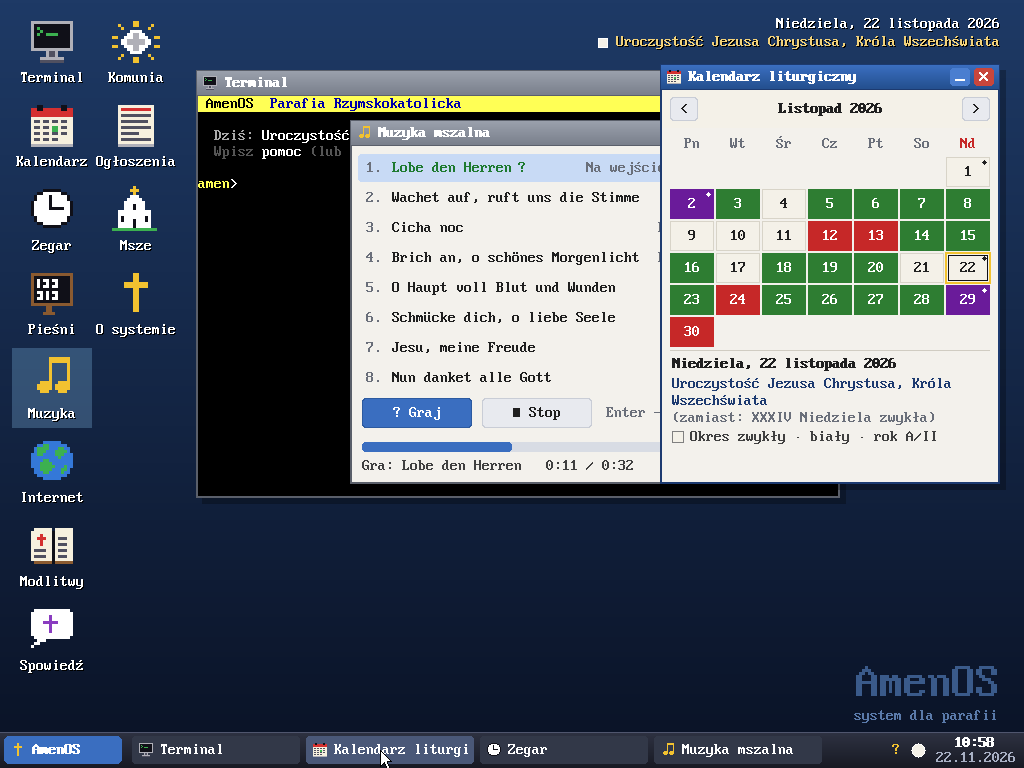 Niedziela, 22 listopada 2026
Uroczystość Jezusa Chrystusa, Króla Wszechświata
Terminal
Komunia
Kalendarz
Ogłoszenia
Zegar
Msze
Pieśni
O systemie
Muzyka
Internet
Modlitwy
Spowiedź
Terminal
AmenOS Parafia Rzymskokatolicka
Dziś: Uroczystość
Wpisz pomoc (lub
amen>
Muzyka mszalna
1. Lobe den Herren ? Na wejście
2. Wachet auf, ruft uns die Stimme
3. Cicha noc
4. Brich an, o schönes Morgenlicht
5. O Haupt voll Blut und Wunden
6. Schmücke dich, o liebe Seele
7. Jesu, meine Freude
8. Nun danket alle Gott
? Graj
■ Stop
Enter –
Gra: Lobe den Herren 0:11 / 0:32
Kalendarz liturgiczny
Listopad 2026
Pn Wt Śr Cz Pt So Nd
1
2 3 4 5 6 7 8
9 10 11 12 13 14 15
16 17 18 19 20 21 22
23 24 25 26 27 28 29
30
Niedziela, 22 listopada 2026
Uroczystość Jezusa Chrystusa, Króla
Wszechświata
(zamiast: XXXIV Niedziela zwykła)
Okres zwykły · biały · rok A/II
AmenOS
system dla parafii
AmenOS
Terminal
Kalendarz liturgi
Zegar
Muzyka mszalna
?
10:58
22.11.2026